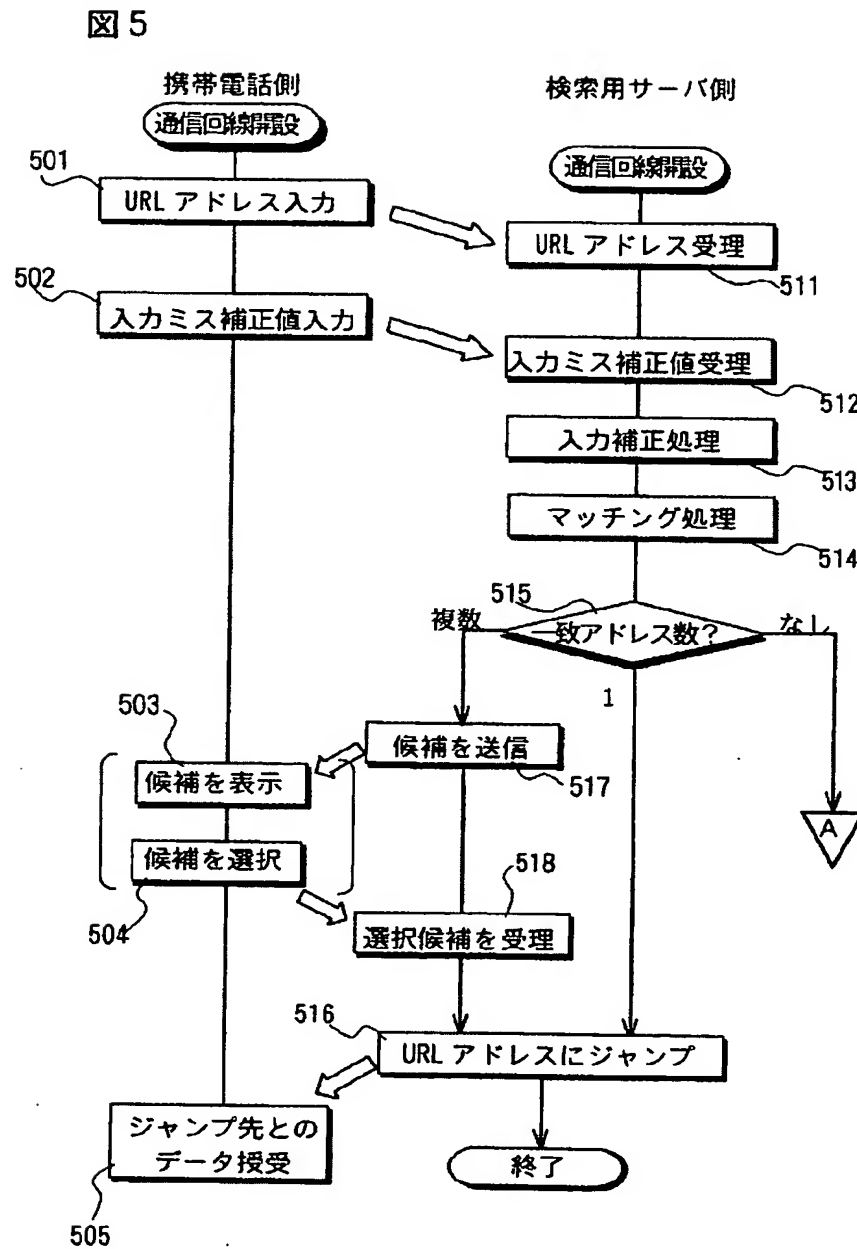 図5
携帯電話側
検索用サーバ側
通信回線開設
通信回線開設
501
URL アドレス入力
URL アドレス受理
511
502
入力ミス補正値入力
入力ミス補正値受理
512
入力補正処理
513
マッチング処理
514
515
複数
一致アドレス数?
なし
1
503
候補を送信
517
候補を表示
A
候補を選択
504
518
選択候補を受理
516
URL アドレスにジャンプ
ジャンプ先との
データ授受
505
終了